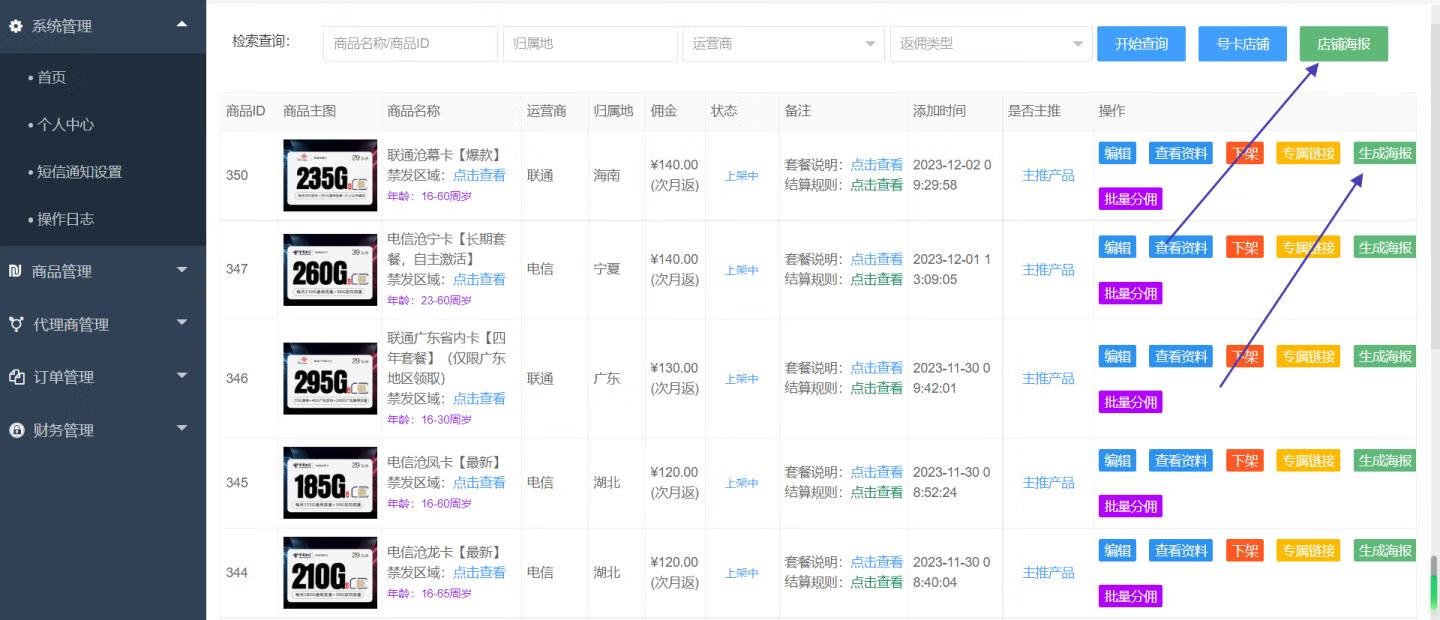 系统管理
• 首页
• 个人中心
• 短信通知设置
• 操作日志
商品管理
代理商管理
订单管理
财务管理
检索查询：
商品名称/商品ID
归属地
运营商
返佣类型
开始查询
号卡店铺
店铺海报
商品ID 商品主图 商品名称 运营商 归属地 佣金 状态 备注 添加时间 是否主推 操作
350
29
235G
联通沧幕卡【爆款】
禁发区域：点击查看
年龄：16-60周岁
联通
海南
¥140.00
(次月返)
上架中
套餐说明：点击查看
结算规则：点击查看
2023-12-02 0
9:29:58
主推产品
编辑 查看资料 下架 专属链接 生成海报
批量分佣
347
39
260G
电信沧宁卡【长期套
餐，自主激活】
禁发区域：点击查看
年龄：23-60周岁
电信
宁夏
¥140.00
(次月返)
上架中
套餐说明：点击查看
结算规则：点击查看
2023-12-01 1
3:09:05
主推产品
编辑 查看资料 下架 专属链接 生成海报
批量分佣
346
29
295G
联通广东省内卡【四
年套餐】（仅限广东
地区领取）
禁发区域：点击查看
年龄：16-30周岁
联通
广东
¥130.00
(次月返)
上架中
套餐说明：点击查看
结算规则：点击查看
2023-11-30 0
9:42:01
主推产品
编辑 查看资料 下架 专属链接 生成海报
批量分佣
345
29
185G
电信沧凤卡【最新】
禁发区域：点击查看
年龄：16-60周岁
电信
湖北
¥120.00
(次月返)
上架中
套餐说明：点击查看
结算规则：点击查看
2023-11-30 0
8:52:24
主推产品
编辑 查看资料 下架 专属链接 生成海报
批量分佣
344
29
210G
电信沧龙卡【最新】
禁发区域：点击查看
年龄：16-65周岁
电信
湖北
¥120.00
(次月返)
上架中
套餐说明：点击查看
结算规则：点击查看
2023-11-30 0
8:40:04
主推产品
编辑 查看资料 下架 专属链接 生成海报
批量分佣